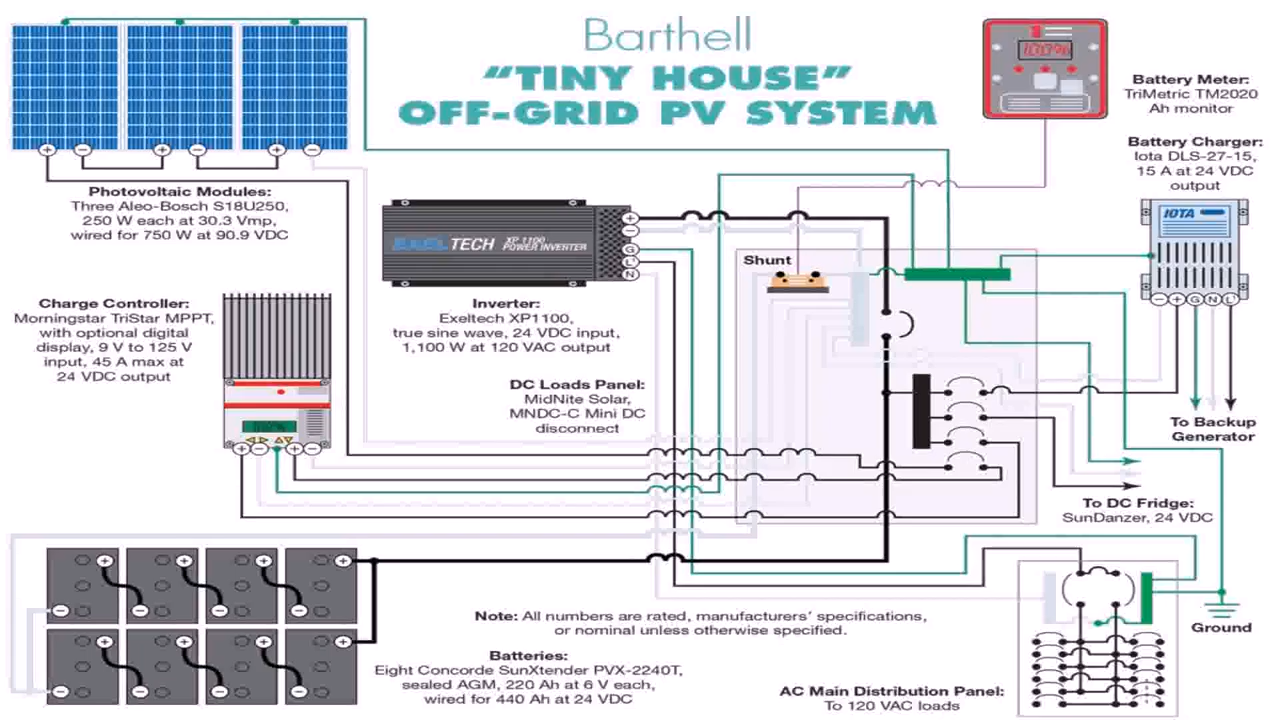 Barthell
“TINY HOUSE”
OFF-GRID PV SYSTEM
Battery Meter:
TriMetric TM2020
Ah monitor
Battery Charger:
Iota DLS-27-15,
15 A at 24 VDC
output
Photovoltaic Modules:
Three Aleo-Bosch S18U250,
250 W each at 30.3 Vmp,
wired for 750 W at 90.9 VDC
100%
IOTA
EXELTECH XP 1100
POWER INVERTER
+
−
G
L
N
Shunt
Charge Controller:
Morningstar TriStar MPPT,
with optional digital
display, 9 V to 125 V
input, 45 A max at
24 VDC output
Inverter:
Exeltech XP1100,
true sine wave, 24 VDC input,
1,100 W at 120 VAC output
− + G N L
DC Loads Panel:
MidNite Solar,
MNDC-C Mini DC
disconnect
To Backup
Generator
100%
To DC Fridge:
SunDanzer, 24 VDC
Note: All numbers are rated, manufacturers’ specifications,
or nominal unless otherwise specified.
Ground
Batteries:
Eight Concorde SunXtender PVX-2240T,
sealed AGM, 220 Ah at 6 V each,
wired for 440 Ah at 24 VDC
AC Main Distribution Panel:
To 120 VAC loads